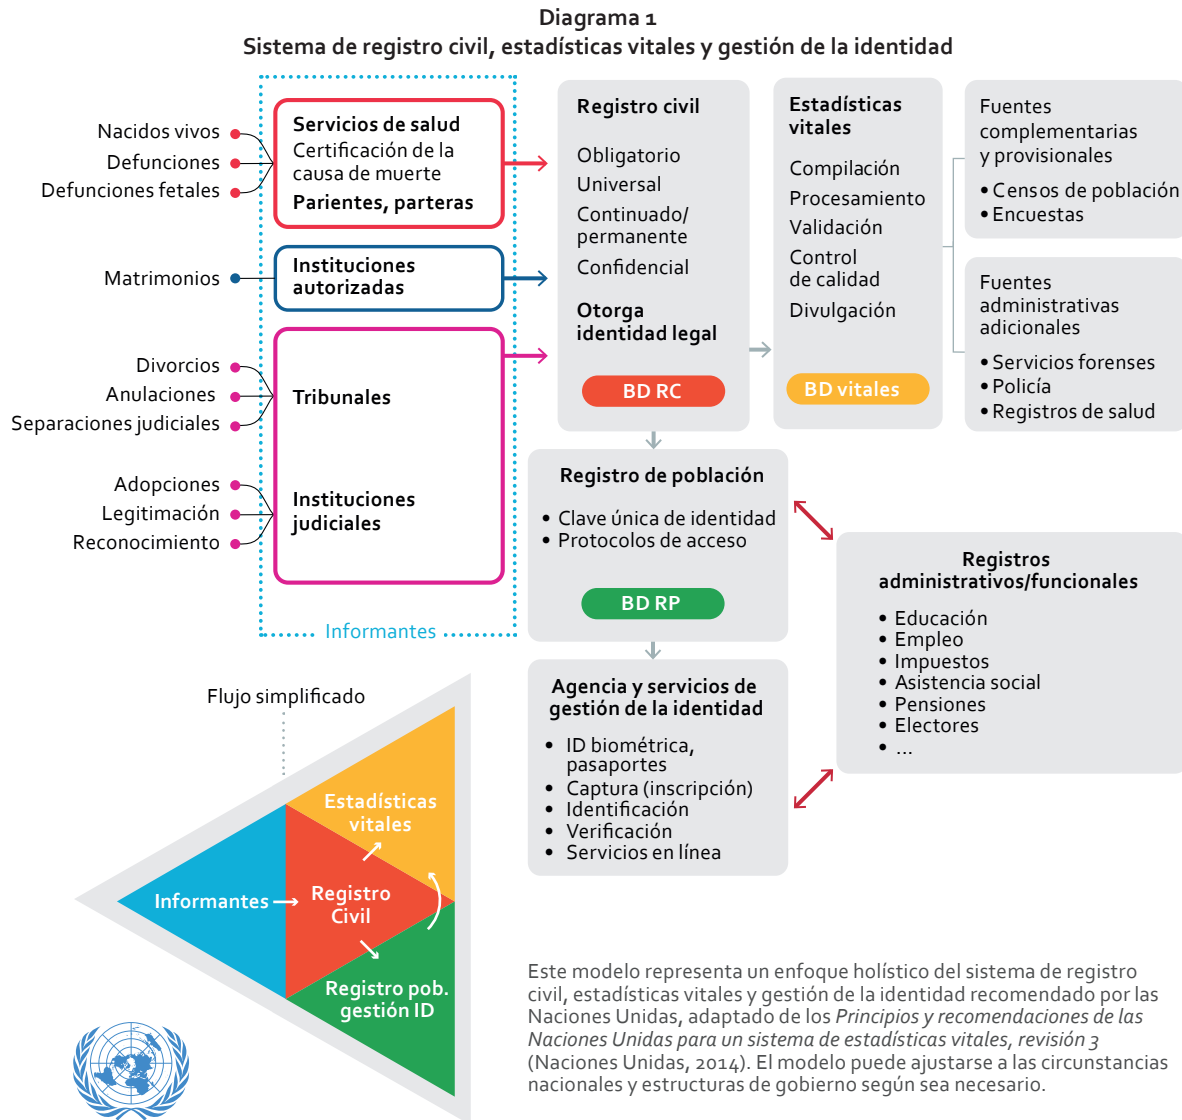 Diagrama 1
Sistema de registro civil, estadísticas vitales y gestión de la identidad
Nacidos vivos
Defunciones
Defunciones fetales
Servicios de salud
Certificación de la
causa de muerte
Parientes, parteras
Matrimonios
Instituciones
autorizadas
Divorcios
Anulaciones
Separaciones judiciales
Tribunales
Adopciones
Legitimación
Reconocimiento
Instituciones
judiciales
Informantes
Registro civil
Obligatorio
Universal
Continuado/
permanente
Confidencial
Otorga
identidad legal
BD RC
Estadísticas
vitales
Compilación
Procesamiento
Validación
Control
de calidad
Divulgación
BD vitales
Fuentes
complementarias
y provisionales
• Censos de población
• Encuestas
Fuentes
administrativas
adicionales
• Servicios forenses
• Policía
• Registros de salud
Registro de población
• Clave única de identidad
• Protocolos de acceso
BD RP
Registros
administrativos/funcionales
• Educación
• Empleo
• Impuestos
• Asistencia social
• Pensiones
• Electores
• ...
Agencia y servicios de
gestión de la identidad
• ID biométrica,
pasaportes
• Captura (inscripción)
• Identificación
• Verificación
• Servicios en línea
Flujo simplificado
Estadísticas
vitales
Informantes
Registro
Civil
Registro pob.
gestión ID
Este modelo representa un enfoque holístico del sistema de registro
civil, estadísticas vitales y gestión de la identidad recomendado por las
Naciones Unidas, adaptado de los Principios y recomendaciones de las
Naciones Unidas para un sistema de estadísticas vitales, revisión 3
(Naciones Unidas, 2014). El modelo puede ajustarse a las circunstancias
nacionales y estructuras de gobierno según sea necesario.